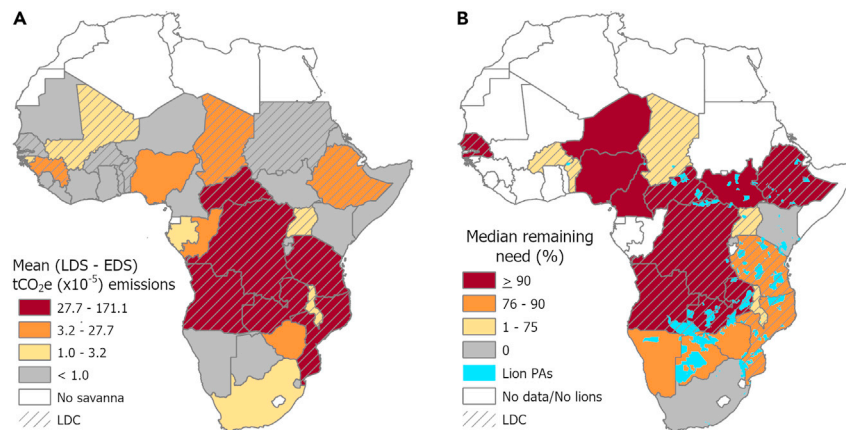 A
Mean (LDS - EDS)
tCO₂e (x10⁻⁵) emissions
27.7 - 171.1
3.2 - 27.7
1.0 - 3.2
< 1.0
No savanna
LDC
B
Median remaining
need (%)
≥ 90
76 - 90
1 - 75
0
Lion PAs
No data/No lions
LDC